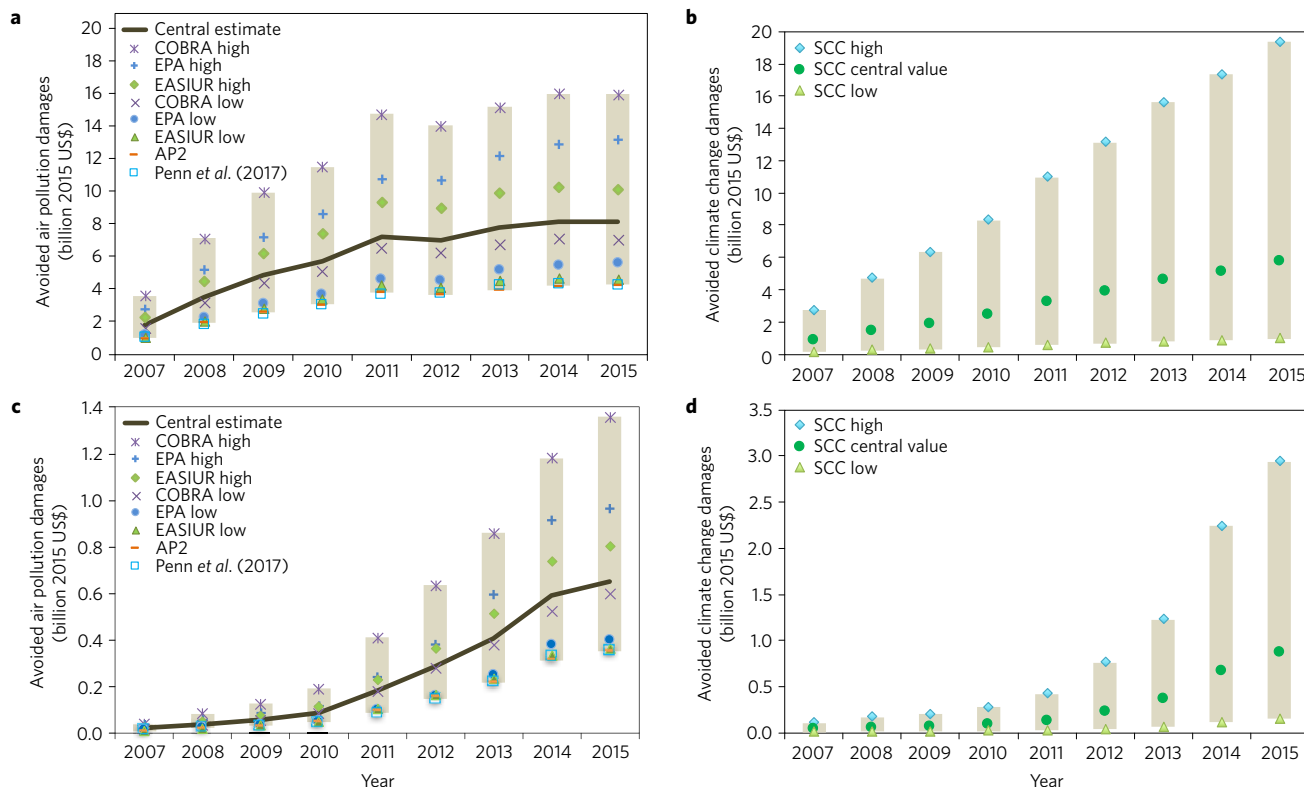 a
Avoided air pollution damages
(billion 2015 US$)
20
18
16
14
12
10
8
6
4
2
0
Central estimate
COBRA high
EPA high
EASIUR high
COBRA low
EPA low
EASIUR low
AP2
Penn et al. (2017)
2007 2008 2009 2010 2011 2012 2013 2014 2015
b
Avoided climate change damages
(billion 2015 US$)
20
18
16
14
12
10
8
6
4
2
0
SCC high
SCC central value
SCC low
2007 2008 2009 2010 2011 2012 2013 2014 2015
c
Avoided air pollution damages
(billion 2015 US$)
1.4
1.2
1.0
0.8
0.6
0.4
0.2
0.0
Central estimate
COBRA high
EPA high
EASIUR high
COBRA low
EPA low
EASIUR low
AP2
Penn et al. (2017)
2007 2008 2009 2010 2011 2012 2013 2014 2015
Year
d
Avoided climate change damages
(billion 2015 US$)
3.5
3.0
2.5
2.0
1.5
1.0
0.5
0.0
SCC high
SCC central value
SCC low
2007 2008 2009 2010 2011 2012 2013 2014 2015
Year